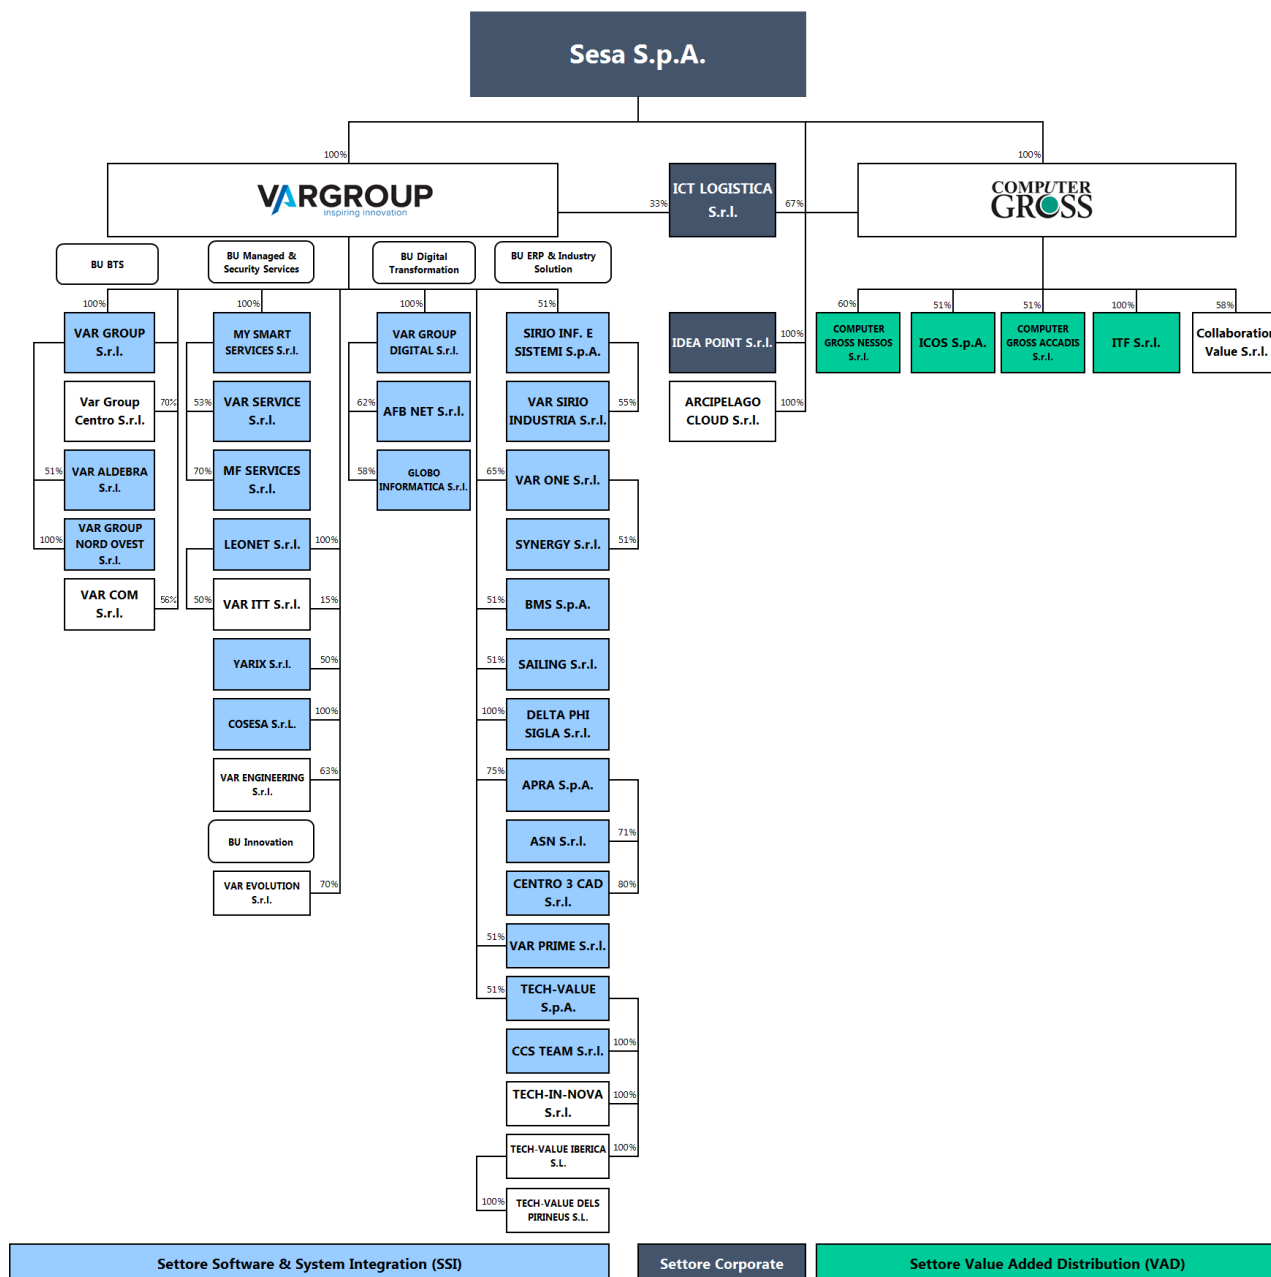 Sesa S.p.A.
100%
100%
VARGROUP
inspiring innovation
33%
ICT LOGISTICA
S.r.l.
67%
COMPUTER
GROSS
BU BTS
BU Managed &
Security Services
BU Digital
Transformation
BU ERP & Industry
Solution
100%
100%
100%
51%
60%
51%
51%
100%
58%
VAR GROUP
S.r.l.
MY SMART
SERVICES S.r.l.
VAR GROUP
DIGITAL S.r.l.
SIRIO INF. E
SISTEMI S.p.A.
IDEA POINT S.r.l.
100%
COMPUTER
GROSS NESSOS
S.r.l.
ICOS S.p.A.
COMPUTER
GROSS ACCADIS
S.r.l.
ITF S.r.l.
Collaboration
Value S.r.l.
Var Group
Centro S.r.l.
70%
53%
VAR SERVICE
S.r.l.
62%
AFB NET S.r.l.
VAR SIRIO
INDUSTRIA S.r.l.
55%
ARCIPELAGO
CLOUD S.r.l.
100%
51%
VAR ALDEBRA
S.r.l.
70%
MF SERVICES
S.r.l.
58%
GLOBO
INFORMATICA S.r.l.
65%
VAR ONE S.r.l.
100%
VAR GROUP
NORD OVEST
S.r.l.
LEONET S.r.l.
100%
SYNERGY S.r.l.
51%
VAR COM
S.r.l.
56%
50%
VAR ITT S.r.l.
15%
51%
BMS S.p.A.
YARIX S.r.l.
50%
51%
SAILING S.r.l.
COSESA S.r.L.
100%
100%
DELTA PHI
SIGLA S.r.l.
VAR ENGINEERING
S.r.l.
63%
75%
APRA S.p.A.
BU Innovation
ASN S.r.l.
71%
VAR EVOLUTION
S.r.l.
70%
CENTRO 3 CAD
S.r.l.
80%
51%
VAR PRIME S.r.l.
51%
TECH-VALUE
S.p.A.
CCS TEAM S.r.l.
100%
TECH-IN-NOVA
S.r.l.
100%
TECH-VALUE IBERICA
S.L.
100%
100%
TECH-VALUE DELS
PIRINEUS S.L.
Settore Software & System Integration (SSI)
Settore Corporate
Settore Value Added Distribution (VAD)